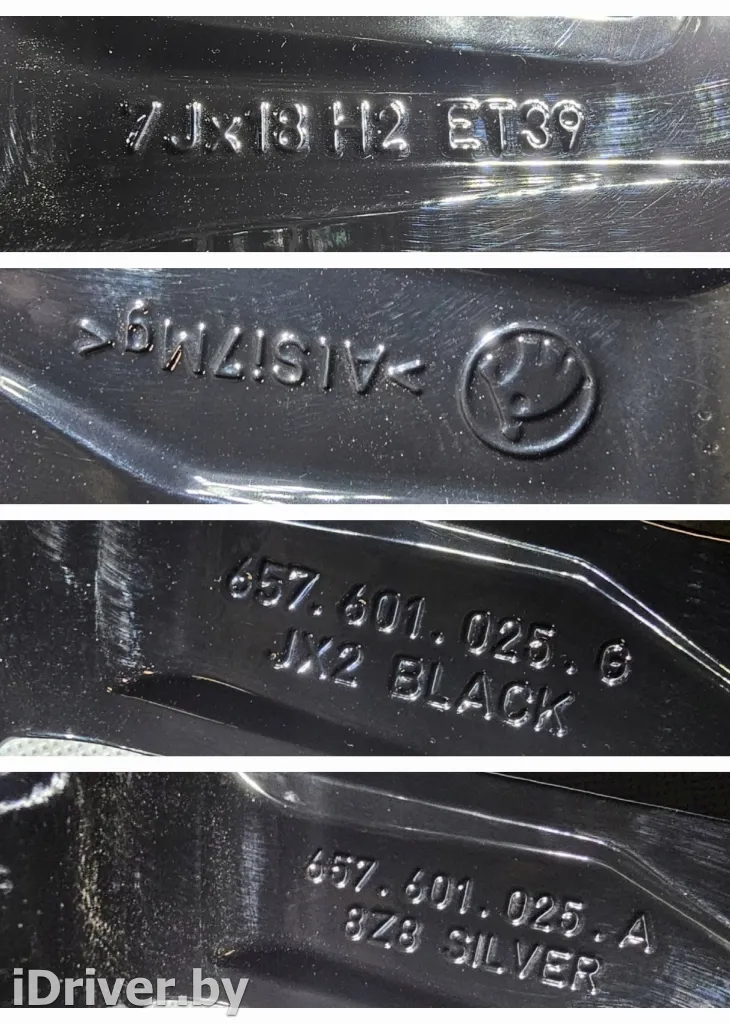 7Jx18 H2 ET39
>AlSi7Mg<
657.601.025.G
JX2 BLACK
657.601.025.A
8Z8 SILVER
iDriver.by